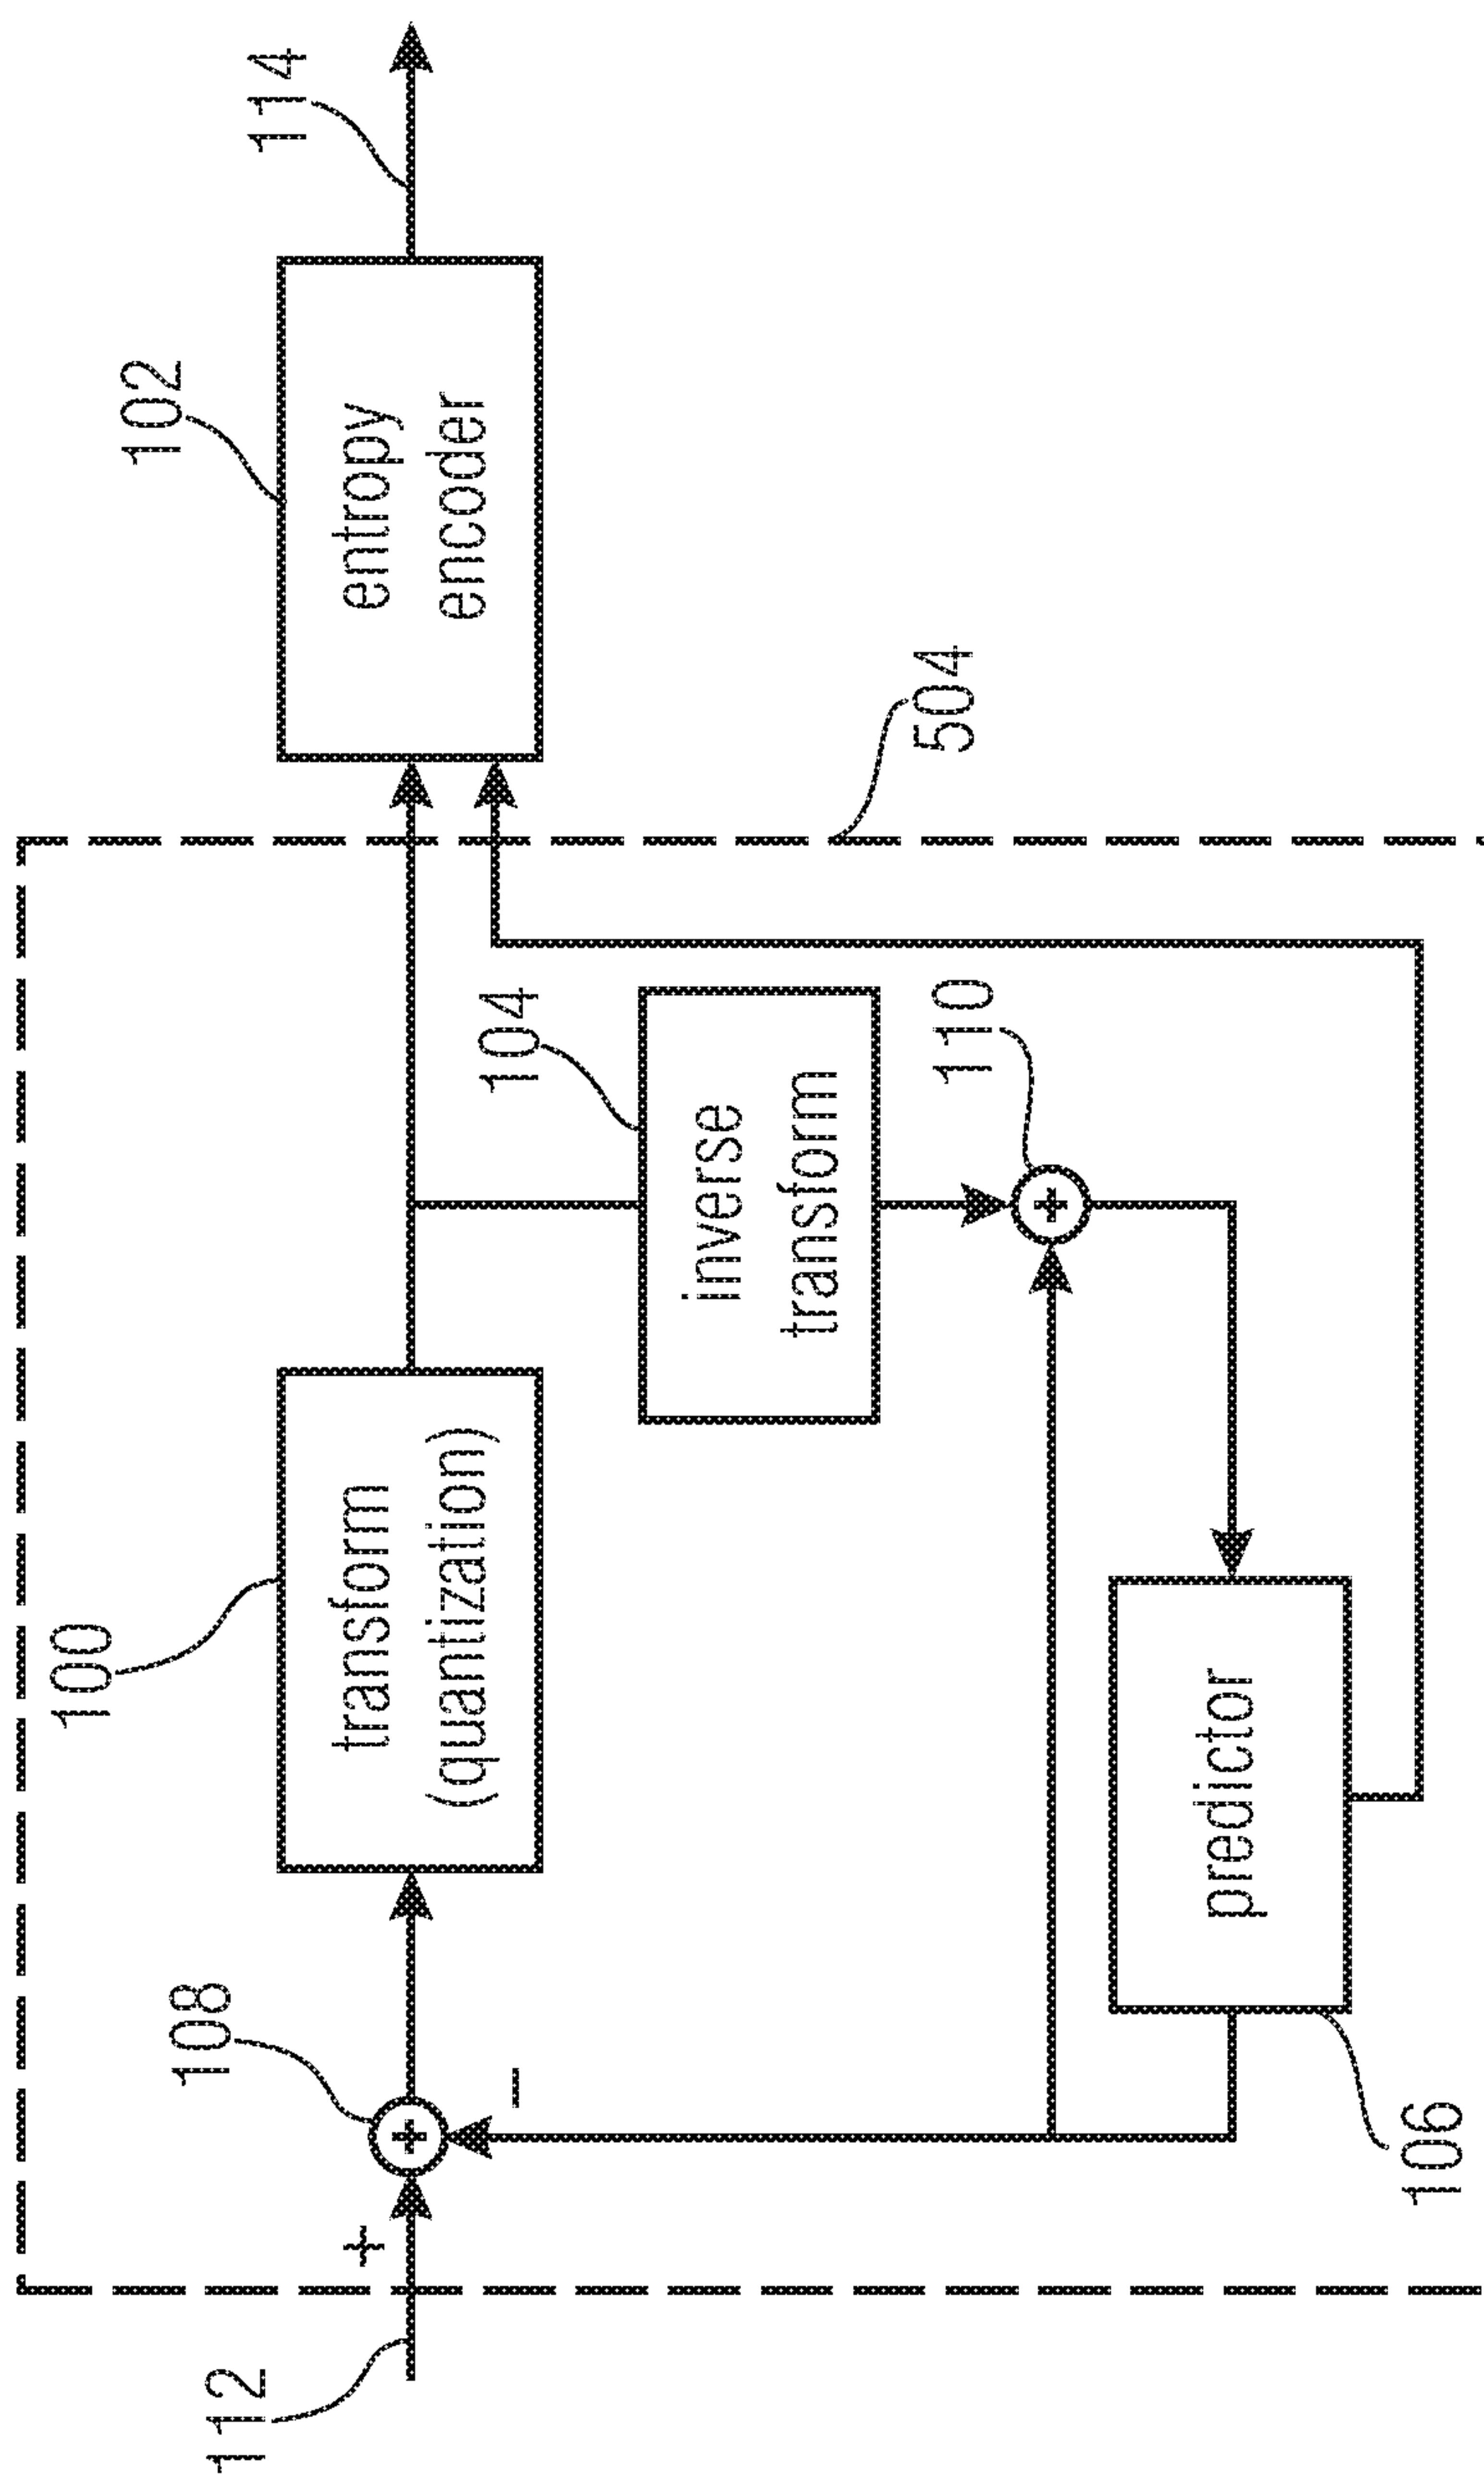 112
+
108
−
100
transform
(quantization)
104
inverse
transform
110
+
+
106
predictor
504
102
entropy
encoder
114